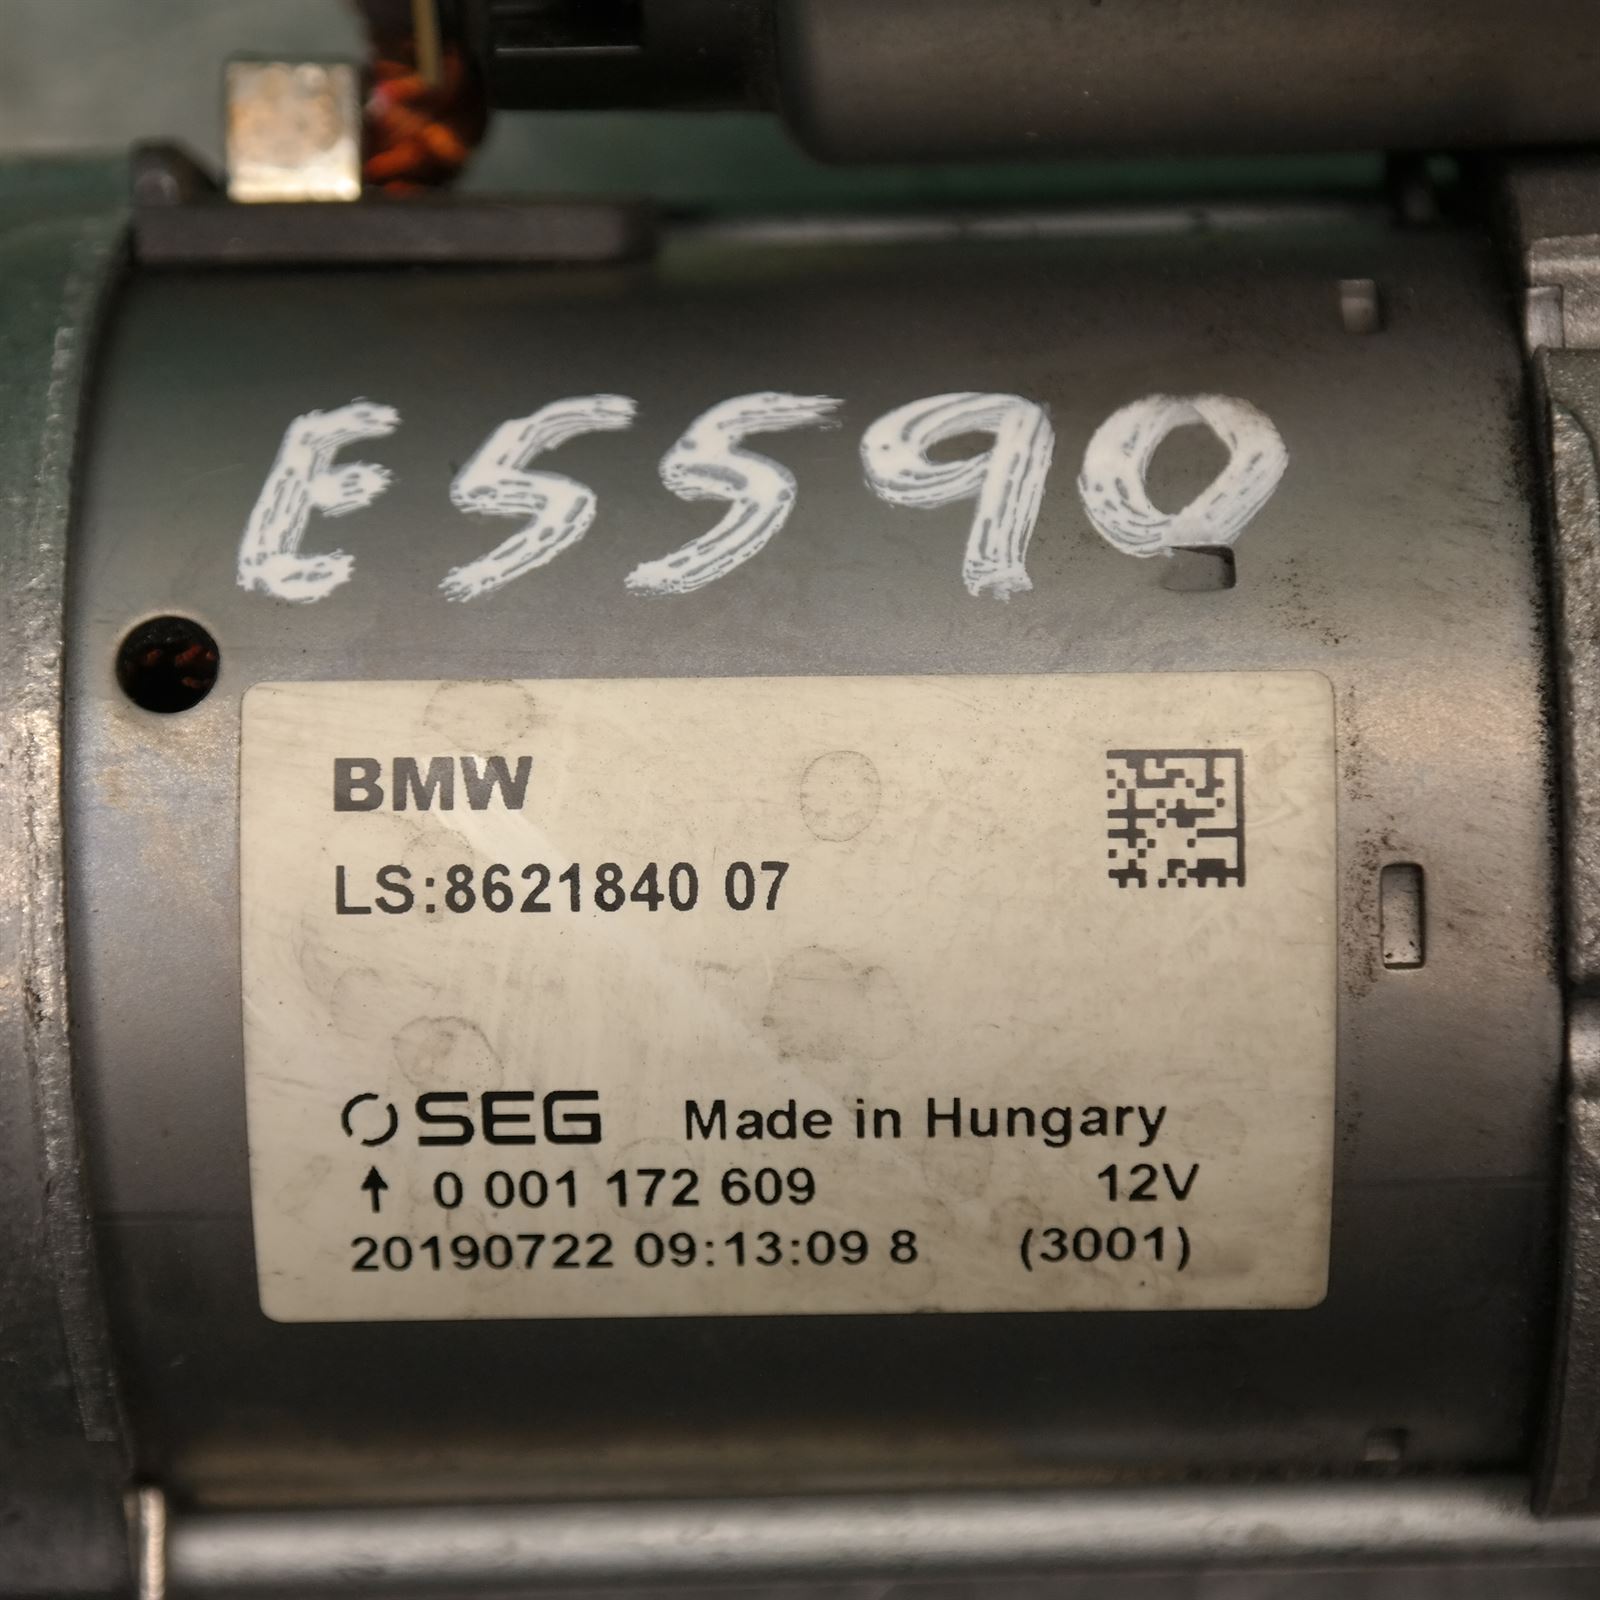 E5590
BMW
LS:8621840 07
SEG Made in Hungary
↑ 0 001 172 609 12V
20190722 09:13:09 8 (3001)